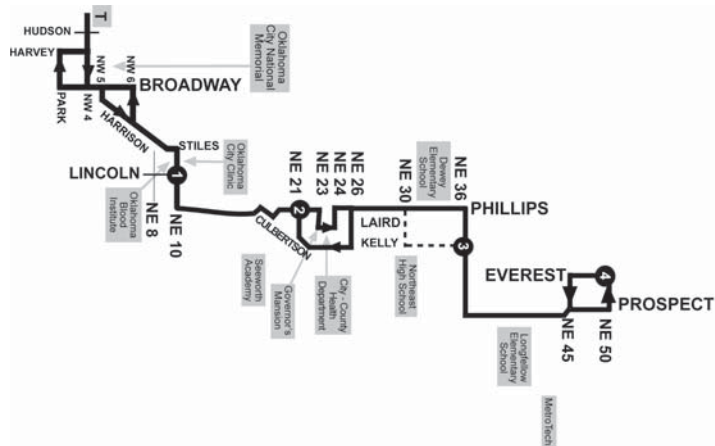 T
HUDSON
HARVEY
NW 5
NW 6
Oklahoma
City National
Memorial
BROADWAY
PARK
NW 4
HARRISON
STILES
LINCOLN
1
Oklahoma
City Clinic
Oklahoma
Blood
Institute
NE 8
NE 10
CULBERTSON
NE 21
2
NE 23
NE 24
NE 26
Seeworth
Academy
Governor's
Mansion
City - County
Health
Department
LAIRD
KELLY
NE 30
Dewey
Elementary
School
NE 36
PHILLIPS
3
Northeast
High School
EVEREST
4
PROSPECT
NE 45
NE 50
Longfellow
Elementary
School
MetroTech